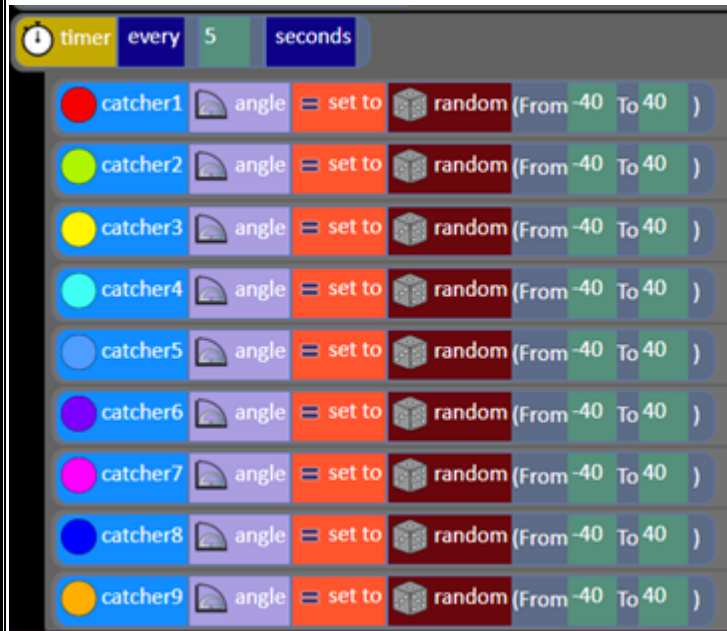 timer every 5 seconds
catcher1 angle = set to random (From -40 To 40 )
catcher2 angle = set to random (From -40 To 40 )
catcher3 angle = set to random (From -40 To 40 )
catcher4 angle = set to random (From -40 To 40 )
catcher5 angle = set to random (From -40 To 40 )
catcher6 angle = set to random (From -40 To 40 )
catcher7 angle = set to random (From -40 To 40 )
catcher8 angle = set to random (From -40 To 40 )
catcher9 angle = set to random (From -40 To 40 )